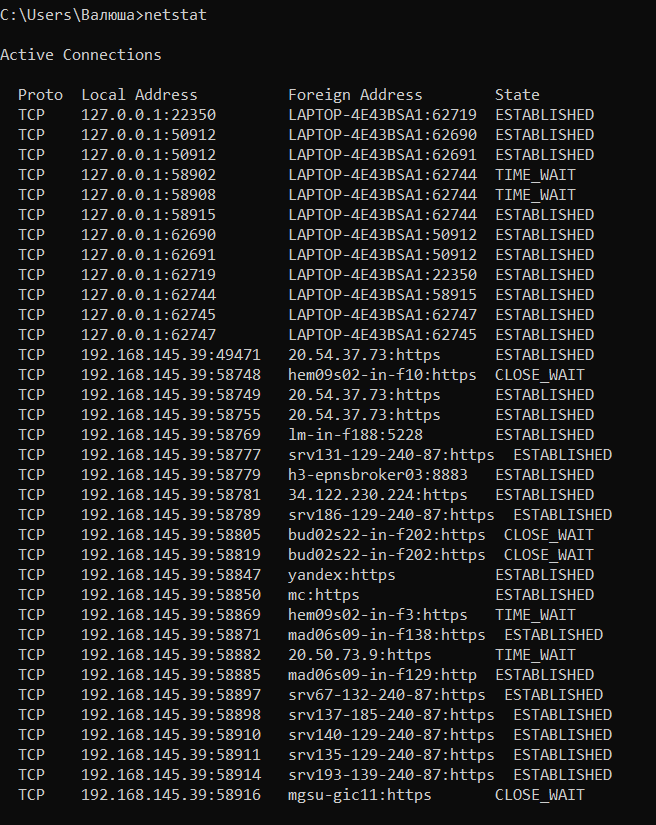 C:\Users\Валюша>netstat
Active Connections
Proto  Local Address          Foreign Address        State
TCP    127.0.0.1:22350        LAPTOP-4E43BSA1:62719  ESTABLISHED
TCP    127.0.0.1:50912        LAPTOP-4E43BSA1:62690  ESTABLISHED
TCP    127.0.0.1:50912        LAPTOP-4E43BSA1:62691  ESTABLISHED
TCP    127.0.0.1:58902        LAPTOP-4E43BSA1:62744  TIME_WAIT
TCP    127.0.0.1:58908        LAPTOP-4E43BSA1:62744  TIME_WAIT
TCP    127.0.0.1:58915        LAPTOP-4E43BSA1:62744  ESTABLISHED
TCP    127.0.0.1:62690        LAPTOP-4E43BSA1:50912  ESTABLISHED
TCP    127.0.0.1:62691        LAPTOP-4E43BSA1:50912  ESTABLISHED
TCP    127.0.0.1:62719        LAPTOP-4E43BSA1:22350  ESTABLISHED
TCP    127.0.0.1:62744        LAPTOP-4E43BSA1:58915  ESTABLISHED
TCP    127.0.0.1:62745        LAPTOP-4E43BSA1:62747  ESTABLISHED
TCP    127.0.0.1:62747        LAPTOP-4E43BSA1:62745  ESTABLISHED
TCP    192.168.145.39:49471   20.54.37.73:https      ESTABLISHED
TCP    192.168.145.39:58748   hem09s02-in-f10:https  CLOSE_WAIT
TCP    192.168.145.39:58749   20.54.37.73:https      ESTABLISHED
TCP    192.168.145.39:58755   20.54.37.73:https      ESTABLISHED
TCP    192.168.145.39:58769   lm-in-f188:5228        ESTABLISHED
TCP    192.168.145.39:58777   srv131-129-240-87:https  ESTABLISHED
TCP    192.168.145.39:58779   h3-epnsbroker03:8883   ESTABLISHED
TCP    192.168.145.39:58781   34.122.230.224:https   ESTABLISHED
TCP    192.168.145.39:58789   srv186-129-240-87:https  ESTABLISHED
TCP    192.168.145.39:58805   bud02s22-in-f202:https  CLOSE_WAIT
TCP    192.168.145.39:58819   bud02s22-in-f202:https  CLOSE_WAIT
TCP    192.168.145.39:58847   yandex:https           ESTABLISHED
TCP    192.168.145.39:58850   mc:https               ESTABLISHED
TCP    192.168.145.39:58869   hem09s02-in-f3:https   TIME_WAIT
TCP    192.168.145.39:58871   mad06s09-in-f138:https  ESTABLISHED
TCP    192.168.145.39:58882   20.50.73.9:https       TIME_WAIT
TCP    192.168.145.39:58885   mad06s09-in-f129:http  ESTABLISHED
TCP    192.168.145.39:58897   srv67-132-240-87:https  ESTABLISHED
TCP    192.168.145.39:58898   srv137-185-240-87:https  ESTABLISHED
TCP    192.168.145.39:58910   srv140-129-240-87:https  ESTABLISHED
TCP    192.168.145.39:58911   srv135-129-240-87:https  ESTABLISHED
TCP    192.168.145.39:58914   srv193-139-240-87:https  ESTABLISHED
TCP    192.168.145.39:58916   mgsu-gic11:https       CLOSE_WAIT